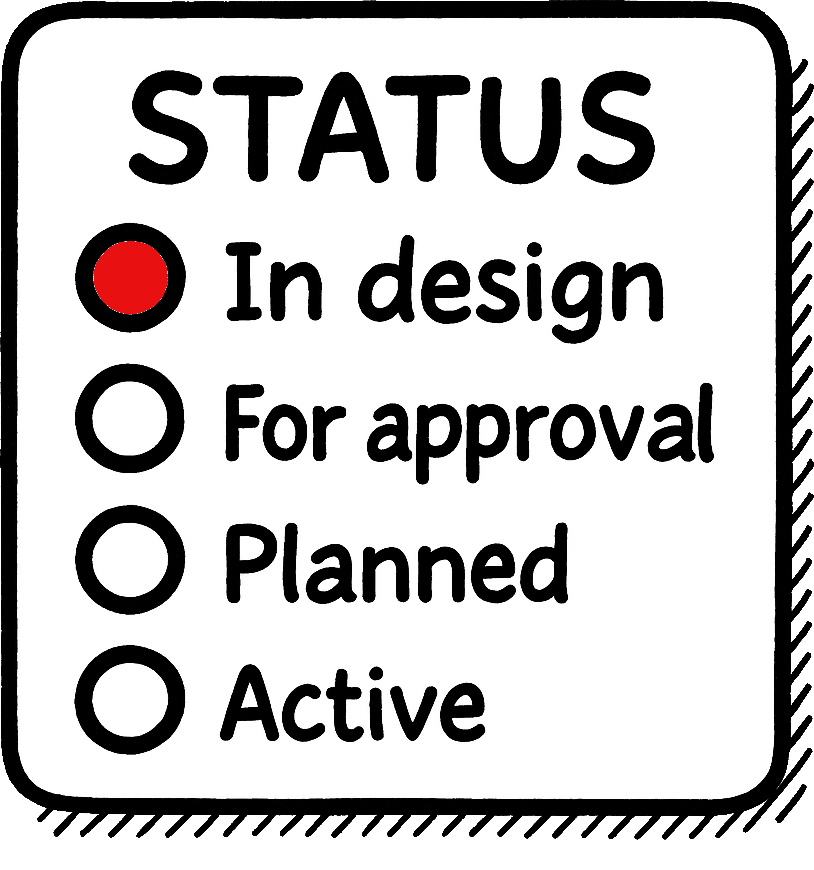 STATUS
In design
For approval
Planned
Active